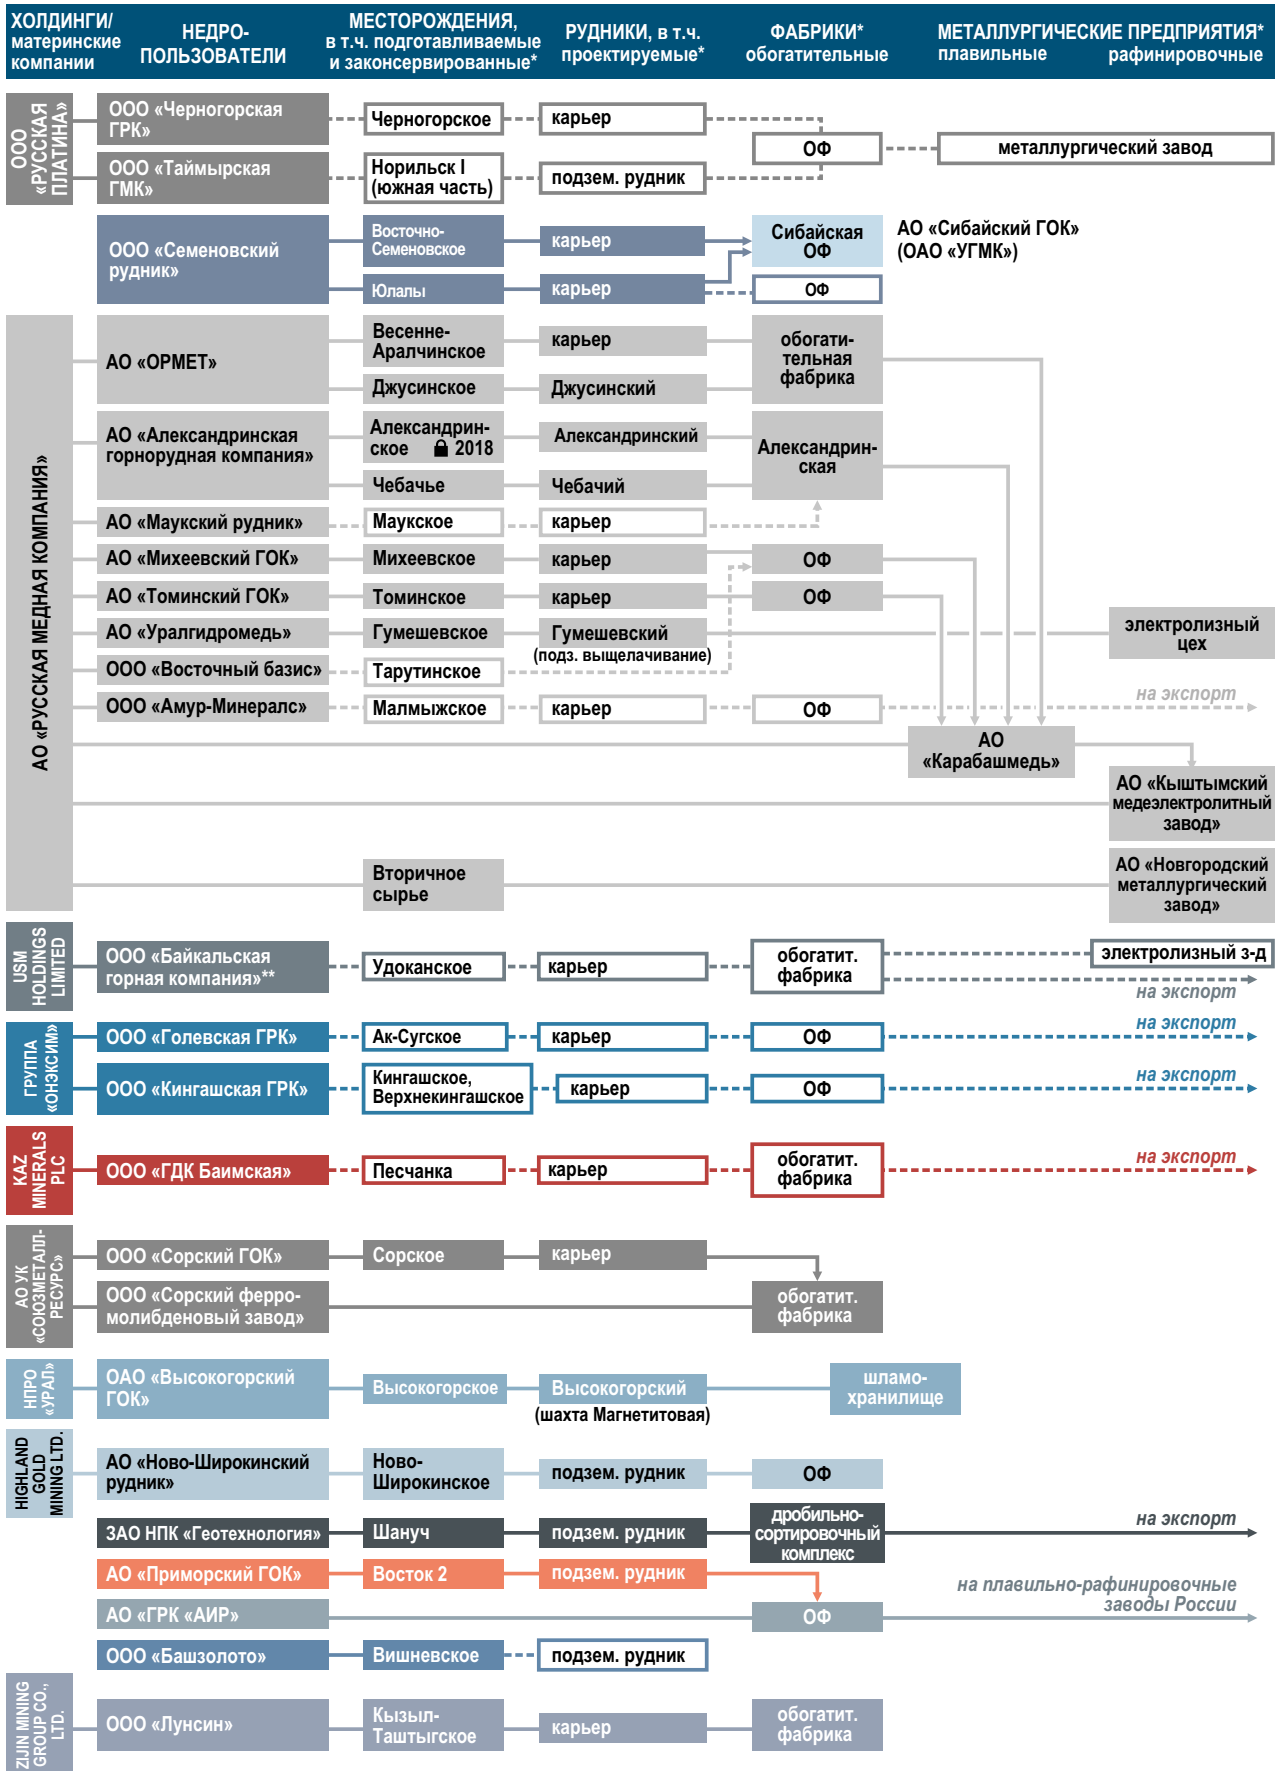 ХОЛДИНГИ/
материнские
компании
НЕДРО-
ПОЛЬЗОВАТЕЛИ
МЕСТОРОЖДЕНИЯ,
в т.ч. подготавливаемые
и законсервированные*
РУДНИКИ, в т.ч.
проектируемые*
ФАБРИКИ*
обогатительные
МЕТАЛЛУРГИЧЕСКИЕ ПРЕДПРИЯТИЯ*
плавильные
рафинировочные
ООО
«РУССКАЯ
ПЛАТИНА»
ООО «Черногорская
ГРК»
Черногорское
карьер
ОФ
металлургический завод
ООО «Таймырская
ГМК»
Норильск I
(южная часть)
подзем. рудник
ООО «Семеновский
рудник»
Восточно-
Семеновское
карьер
Сибайская
ОФ
АО «Сибайский ГОК»
(ОАО «УГМК»)
Юлалы
карьер
ОФ
АО «РУССКАЯ МЕДНАЯ КОМПАНИЯ»
АО «ОРМЕТ»
Весенне-
Аралчинское
карьер
обогати-
тельная
фабрика
Джусинское
Джусинский
АО «Александринская
горнорудная компания»
Александрин-
ское 2018
Александринский
Александрин-
ская
Чебачье
Чебачий
АО «Маукский рудник»
Маукское
карьер
АО «Михеевский ГОК»
Михеевское
карьер
ОФ
АО «Томинский ГОК»
Томинское
карьер
ОФ
АО «Уралгидромедь»
Гумешевское
Гумешевский
(подз. выщелачивание)
электролизный
цех
ООО «Восточный базис»
Тарутинское
ООО «Амур-Минералс»
Малмыжское
карьер
ОФ
на экспорт
АО
«Карабашмедь»
АО «Кыштымский
медеэлектролитный
завод»
Вторичное
сырье
АО «Новгородский
металлургический
завод»
USM
HOLDINGS
LIMITED
ООО «Байкальская
горная компания»**
Удоканское
карьер
обогатит.
фабрика
электролизный з-д
на экспорт
ГРУППА
«ОНЭКСИМ»
ООО «Голевская ГРК»
Ак-Сугское
карьер
ОФ
на экспорт
ООО «Кингашская ГРК»
Кингашское,
Верхнекингашское
карьер
ОФ
на экспорт
KAZ
MINERALS
PLC
ООО «ГДК Баимская»
Песчанка
карьер
обогатит.
фабрика
на экспорт
АО УК
«СОЮЗМЕТАЛЛ-
РЕСУРС»
ООО «Сорский ГОК»
Сорское
карьер
ООО «Сорский ферро-
молибденовый завод»
обогатит.
фабрика
НПРО
«УРАЛ»
ОАО «Высокогорский
ГОК»
Высокогорское
Высокогорский
(шахта Магнетитовая)
шламо-
хранилище
HIGHLAND
GOLD
MINING LTD.
АО «Ново-Широкинский
рудник»
Ново-
Широкинское
подзем. рудник
ОФ
ЗАО НПК «Геотехнология»
Шануч
подзем. рудник
дробильно-
сортировочный
комплекс
на экспорт
АО «Приморский ГОК»
Восток 2
подзем. рудник
на плавильно-рафинировочные
заводы России
АО «ГРК «АИР»
ОФ
ООО «Башзолото»
Вишневское
подзем. рудник
ZIJIN MINING
GROUP CO.,
LTD.
ООО «Лунсин»
Кызыл-
Таштыгское
карьер
обогатит.
фабрика